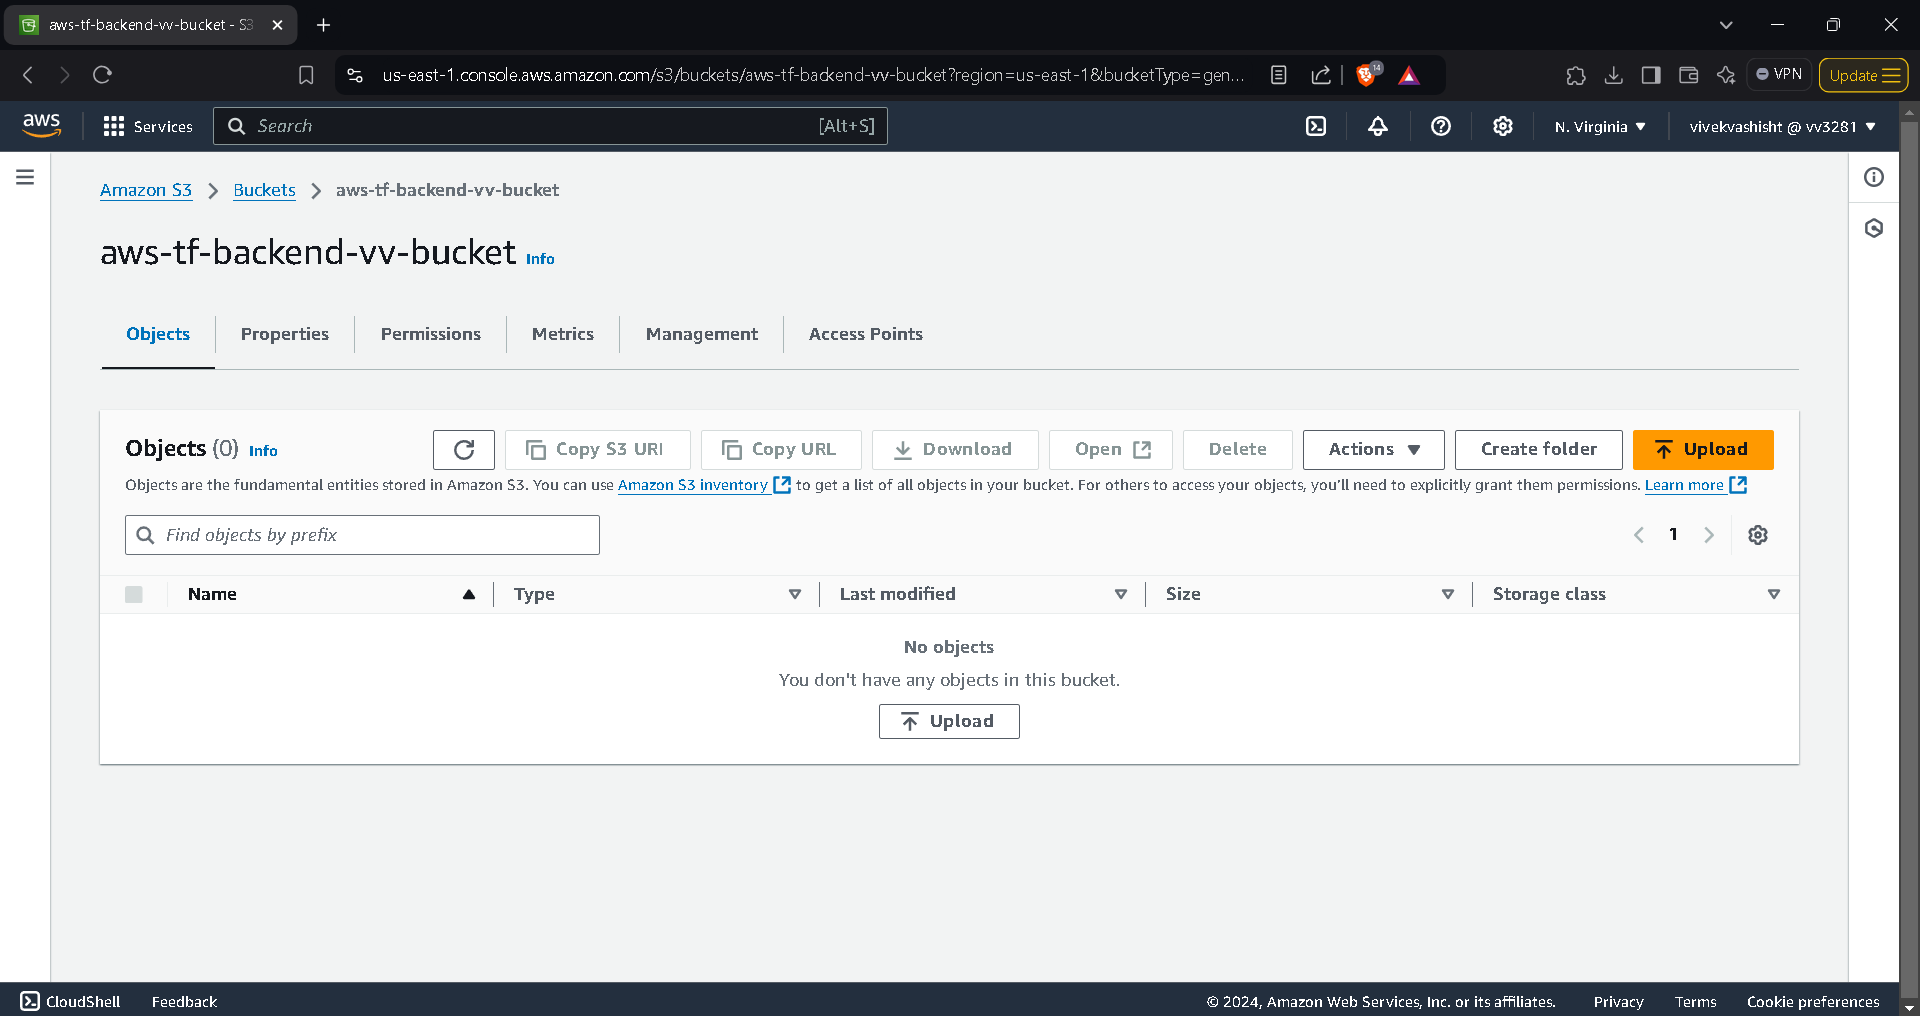 aws-tf-backend-vv-bucket - S3
us-east-1.console.aws.amazon.com/s3/buckets/aws-tf-backend-vv-bucket?region=us-east-1&bucketType=gen...
14
VPN
Update
aws
Services
Search
[Alt+S]
N. Virginia
vivekvashisht @ vv3281
Amazon S3
Buckets
aws-tf-backend-vv-bucket
aws-tf-backend-vv-bucket Info
Objects
Properties
Permissions
Metrics
Management
Access Points
Objects (0) Info
Copy S3 URI
Copy URL
Download
Open
Delete
Actions
Create folder
Upload
Objects are the fundamental entities stored in Amazon S3. You can use Amazon S3 inventory to get a list of all objects in your bucket. For others to access your objects, you'll need to explicitly grant them permissions. Learn more
Find objects by prefix
1
Name
Type
Last modified
Size
Storage class
No objects
You don't have any objects in this bucket.
Upload
CloudShell
Feedback
© 2024, Amazon Web Services, Inc. or its affiliates.
Privacy
Terms
Cookie preferences